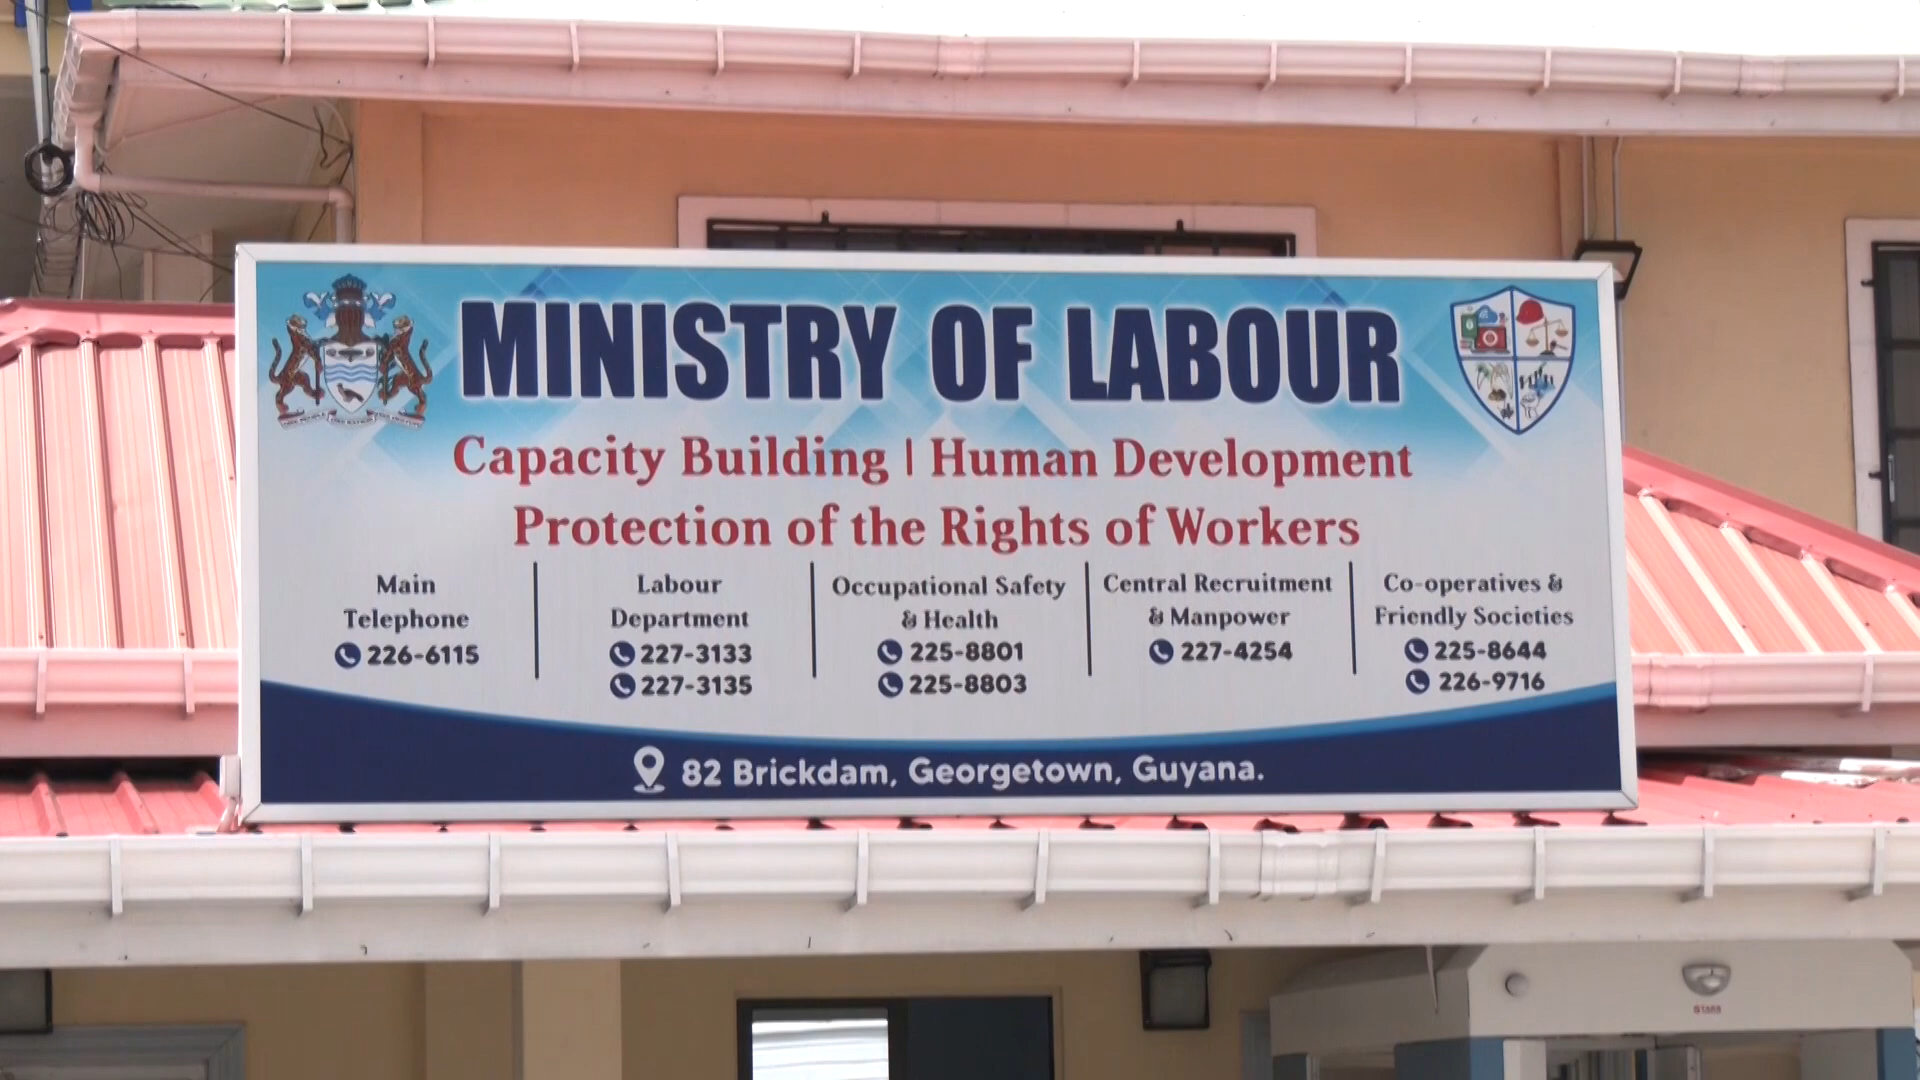 MINISTRY OF LABOUR
Capacity Building | Human Development
Protection of the Rights of Workers
Main
Telephone
226-6115
Labour
Department
227-3133
227-3135
Occupational Safety
& Health
225-8801
225-8803
Central Recruitment
& Manpower
227-4254
Co-operatives &
Friendly Societies
225-8644
226-9716
82 Brickdam, Georgetown, Guyana.